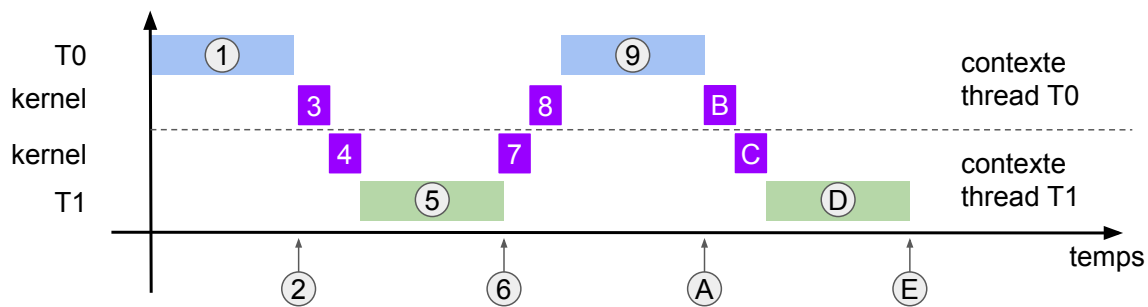 T0
1
9
contexte
thread T0
kernel
3
8
B
kernel
4
7
C
contexte
thread T1
T1
5
D
temps
2
6
A
E